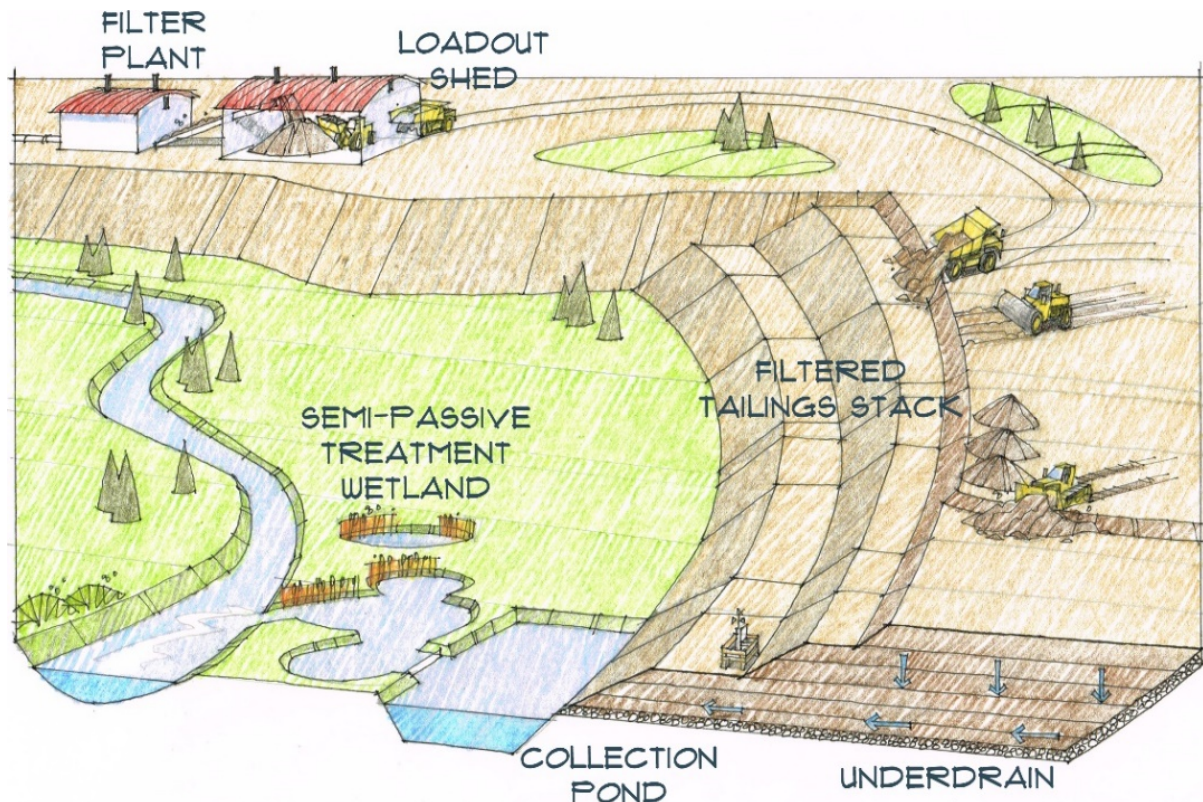 FILTER
PLANT
LOADOUT
SHED
FILTERED
TAILINGS STACK
SEMI-PASSIVE
TREATMENT
WETLAND
COLLECTION
POND
UNDERDRAIN